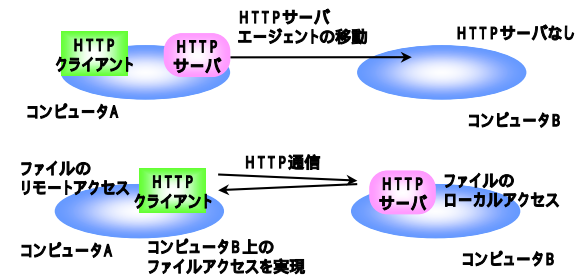 HTTPサーバ
エージェントの移動
HTTP
クライアント
HTTP
サーバ
HTTPサーバなし
コンピュータA
コンピュータB
HTTP通信
ファイルの
リモートアクセス
HTTP
クライアント
HTTP
サーバ
ファイルの
ローカルアクセス
コンピュータA
コンピュータB上の
ファイルアクセスを実現
コンピュータB